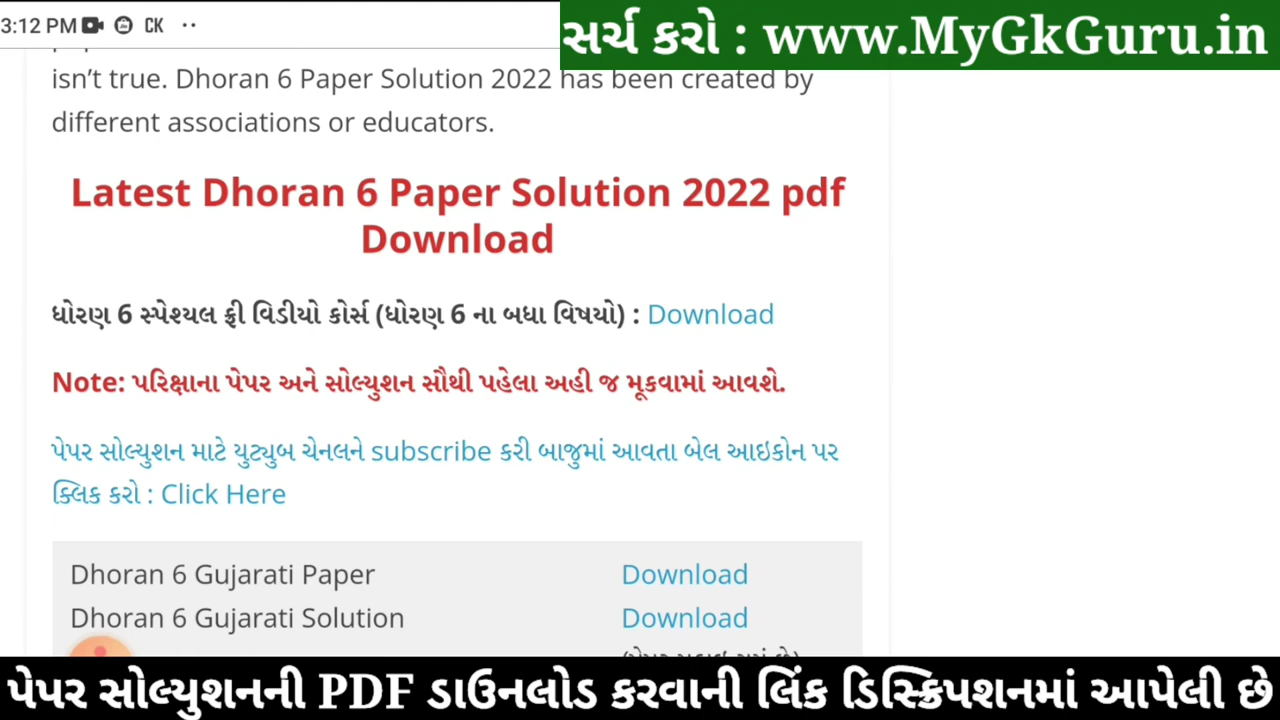 3:12 PM CK ··
સર્ચ કરો : www.MyGkGuru.in
isn’t true. Dhoran 6 Paper Solution 2022 has been created by
different associations or educators.
Latest Dhoran 6 Paper Solution 2022 pdf
Download
ધોરણ 6 સ્પેશ્યલ ફ્રી વિડીયો કોર્સ (ધોરણ 6 ના બધા વિષયો) : Download
Note: પરિક્ષાના પેપર અને સોલ્યુશન સૌથી પહેલા અહી જ મૂકવામાં આવશે.
પેપર સોલ્યુશન માટે યુટ્યુબ ચેનલને subscribe કરી બાજુમાં આવતા બેલ આઇકોન પર
ક્લિક કરો : Click Here
Dhoran 6 Gujarati Paper Download
Dhoran 6 Gujarati Solution Download
પેપર સોલ્યુશનની PDF ડાઉનલોડ કરવાની લિંક ડિસ્ક્રિપશનમાં આપેલી છે